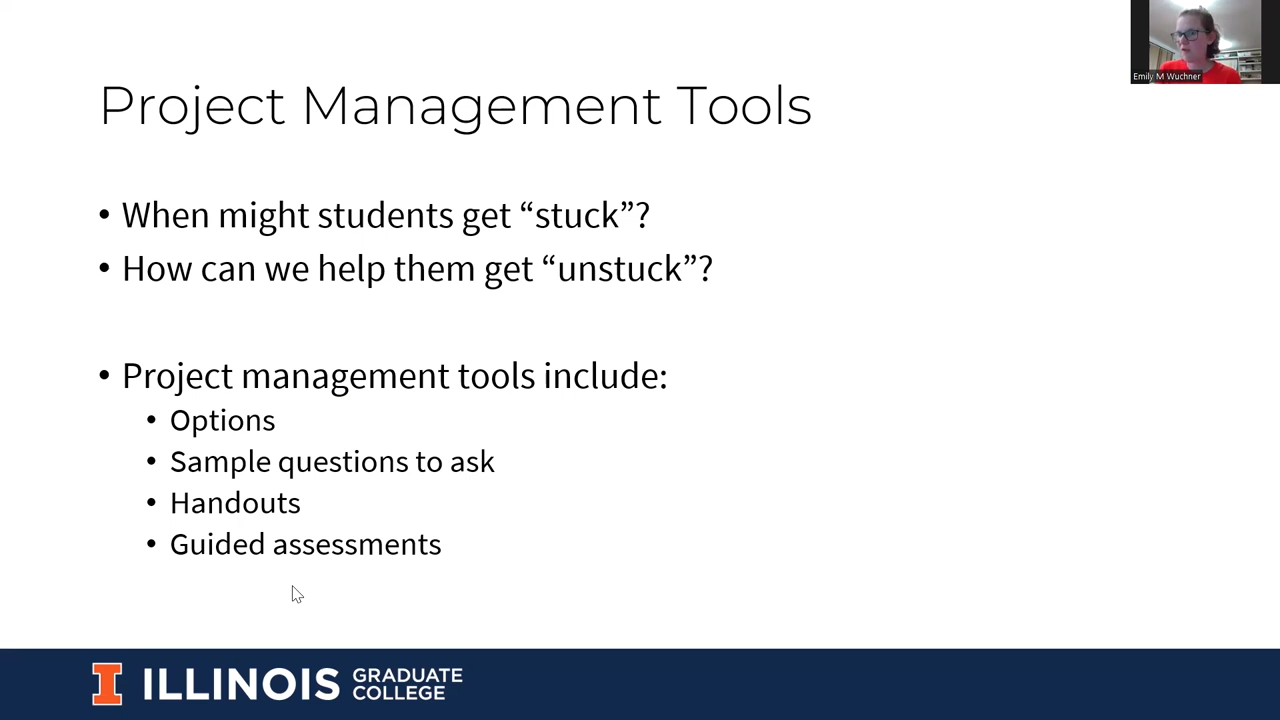 Emily M Wuchner
Project Management Tools
• When might students get “stuck”?
• How can we help them get “unstuck”?
• Project management tools include:
• Options
• Sample questions to ask
• Handouts
• Guided assessments
I ILLINOIS GRADUATE COLLEGE